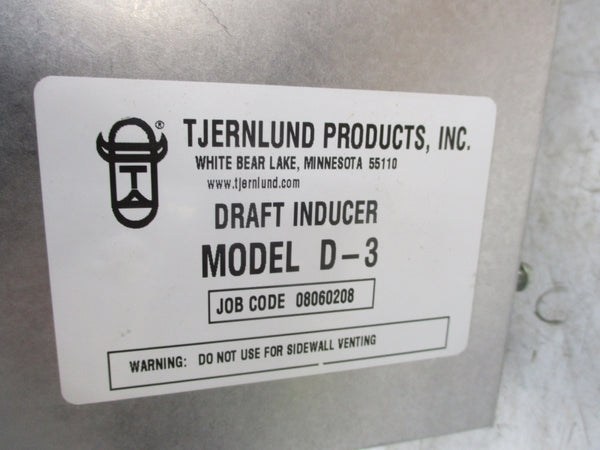 ®
TJERNLUND PRODUCTS, INC.
WHITE BEAR LAKE, MINNESOTA 55110
www.tjernlund.com
DRAFT INDUCER
MODEL D-3
JOB CODE 08060208
WARNING: DO NOT USE FOR SIDEWALL VENTING